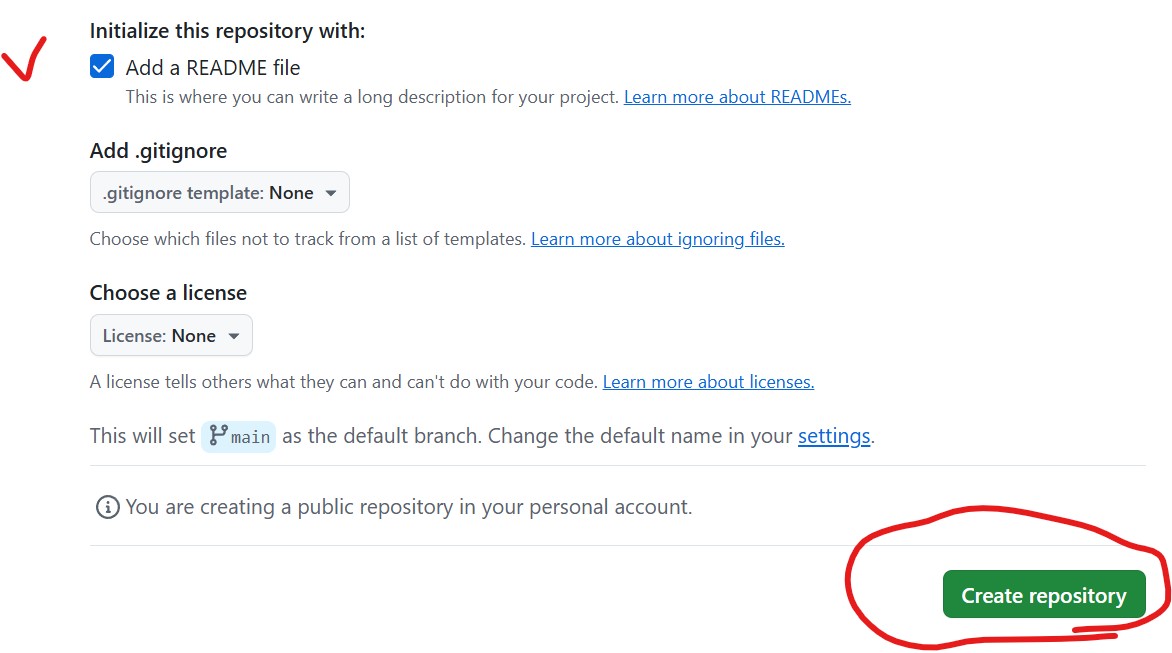 Initialize this repository with:
Add a README file
This is where you can write a long description for your project. Learn more about READMEs.
Add .gitignore
.gitignore template: None
Choose which files not to track from a list of templates. Learn more about ignoring files.
Choose a license
License: None
A license tells others what they can and can't do with your code. Learn more about licenses.
This will set main as the default branch. Change the default name in your settings.
You are creating a public repository in your personal account.
Create repository